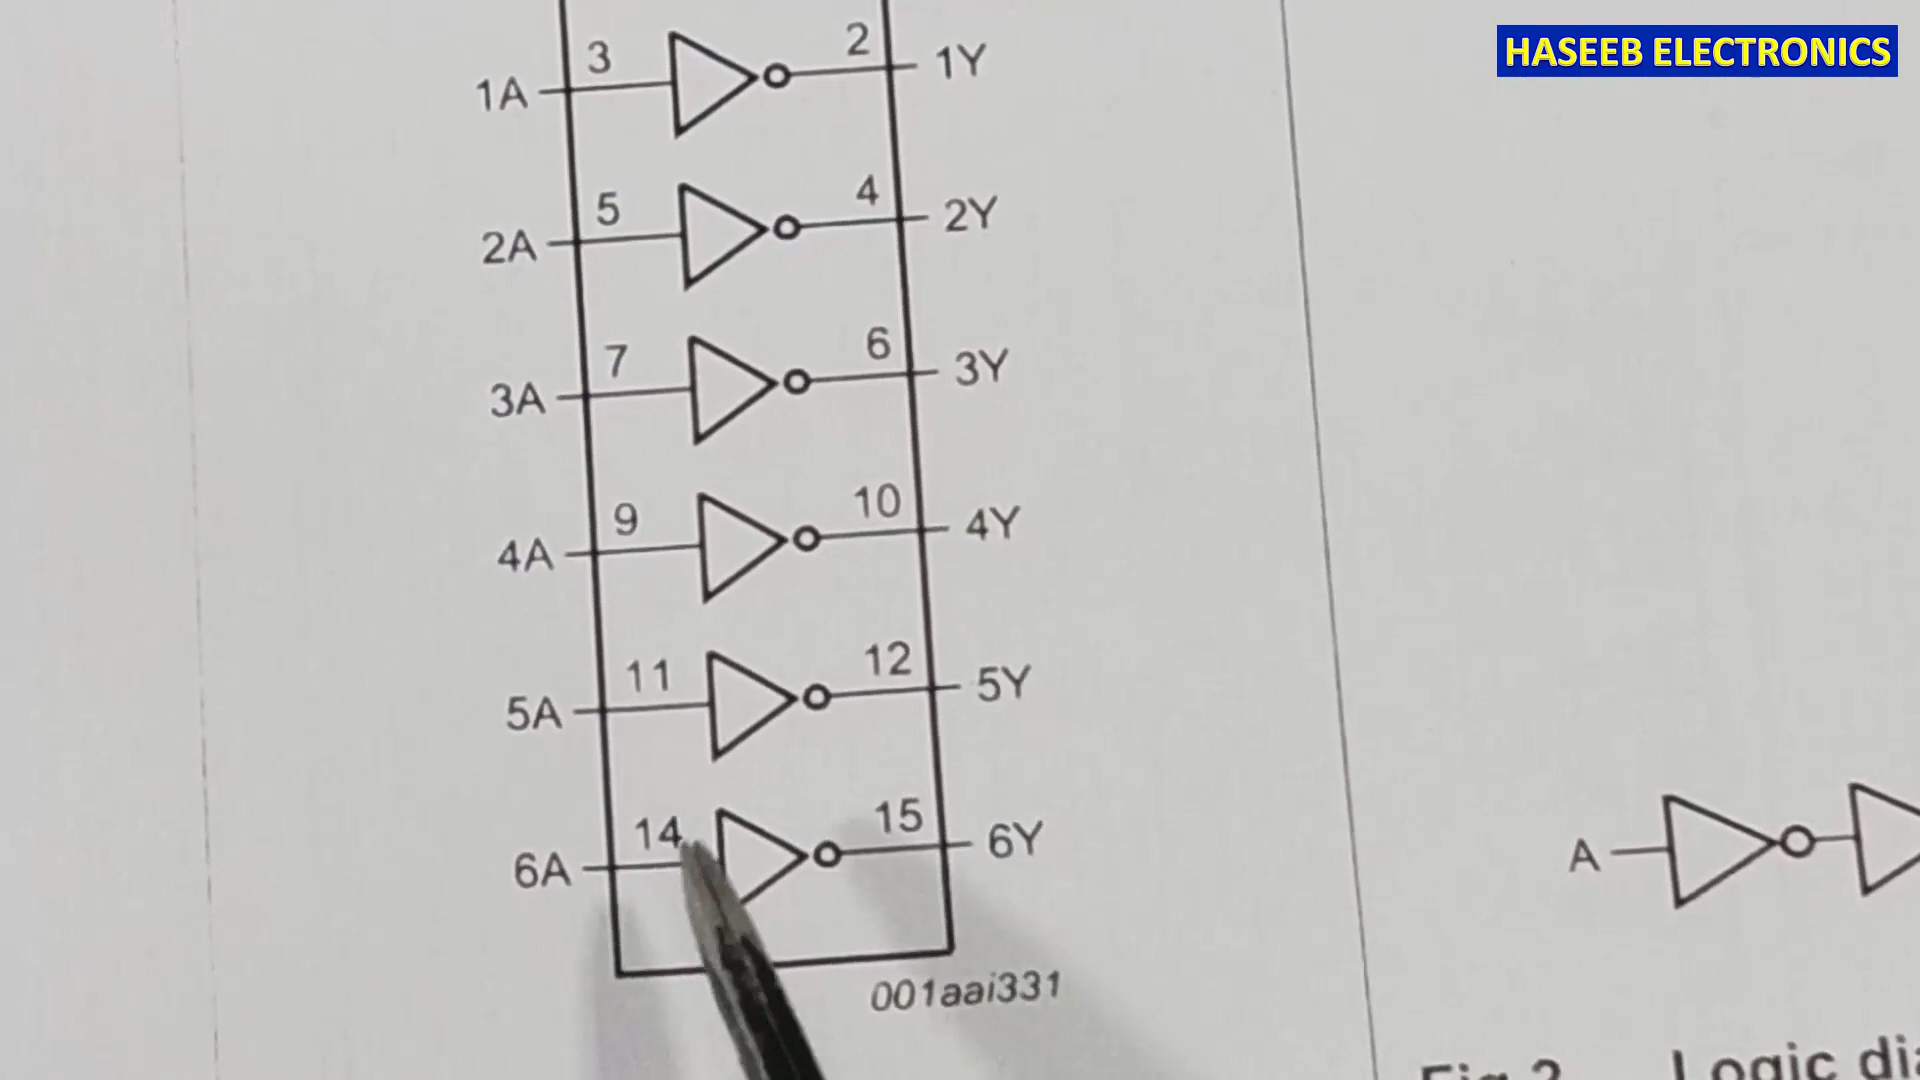 HASEEB ELECTRONICS
1A 3 2 1Y
2A 5 4 2Y
3A 7 6 3Y
4A 9 10 4Y
5A 11 12 5Y
6A 14 15 6Y
001aai331
A
Logic